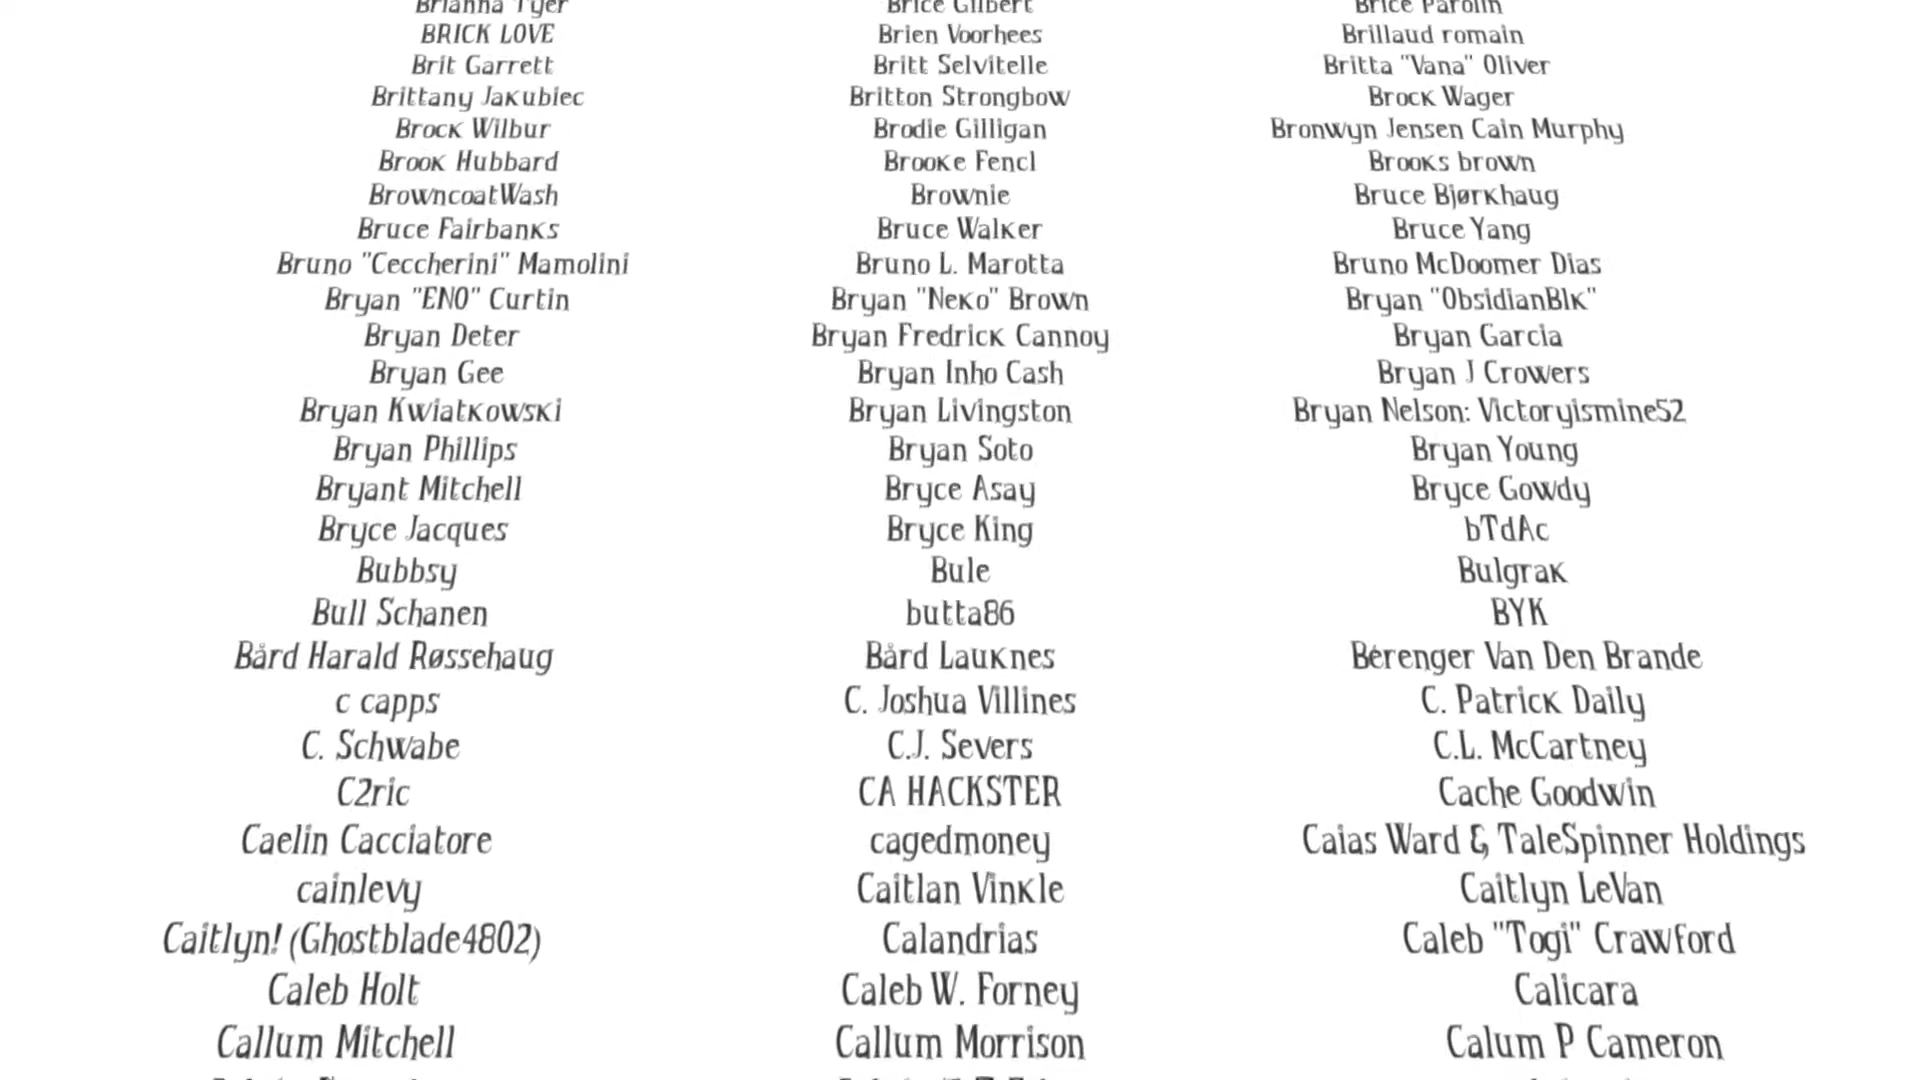 Brianna Tyer Brice Gilbert Brice Parolin
BRICK LOVE Brien Voorhees Brillaud romain
Brit Garrett Britt Selvitelle Britta "Vana" Oliver
Brittany Jakubiec Britton Strongbow Brock Wager
Brock Wilbur Brodie Gilligan Bronwyn Jensen Cain Murphy
Brook Hubbard Brooke Fencl Brooks brown
BrowncoatWash Brownie Bruce Bjørkhaug
Bruce Fairbanks Bruce Walker Bruce Yang
Bruno "Ceccherini" Mamolini Bruno L. Marotta Bruno McDoomer Dias
Bryan "ENO" Curtin Bryan "Neko" Brown Bryan "ObsidianBlk"
Bryan Deter Bryan Fredrick Cannoy Bryan Garcia
Bryan Gee Bryan Inho Cash Bryan J Crowers
Bryan Kwiatkowski Bryan Livingston Bryan Nelson: Victoryismine52
Bryan Phillips Bryan Soto Bryan Young
Bryant Mitchell Bryce Asay Bryce Gowdy
Bryce Jacques Bryce King bTdAc
Bubbsy Bule Bulgrak
Bull Schanen butta86 BYK
Bård Harald Røssehaug Bård Lauknes Bérenger Van Den Brande
c capps C. Joshua Villines C. Patrick Daily
C. Schwabe C.J. Severs C.L. McCartney
C2ric CA HACKSTER Cache Goodwin
Caelin Cacciatore cagedmoney Caias Ward & TaleSpinner Holdings
cainlevy Caitlan Vinkle Caitlyn LeVan
Caitlyn! (Ghostblade4802) Calandrias Caleb "Togi" Crawford
Caleb Holt Caleb W. Forney Calicara
Callum Mitchell Callum Morrison Calum P Cameron